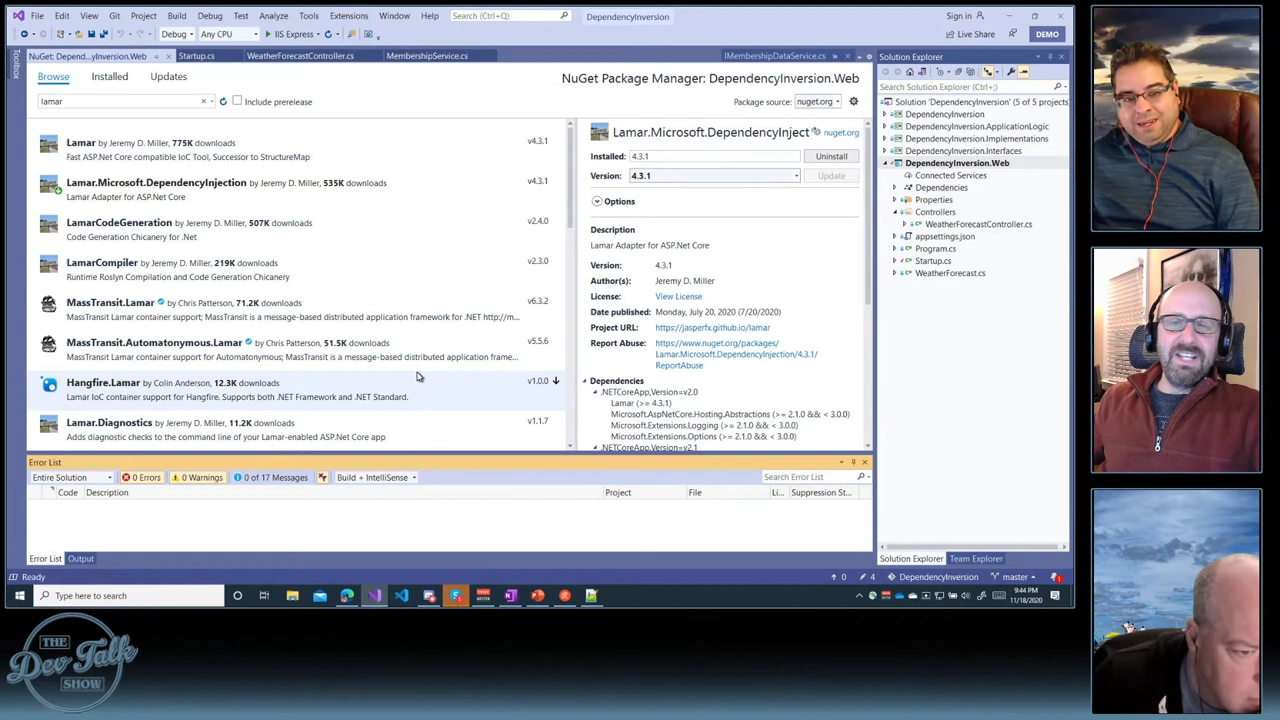 File Edit View Git Project Build Debug Test Analyze Tools Extensions Window Help Search (Ctrl+Q) DependencyInversion Sign in
Debug Any CPU IIS Express Live Share DEMO
NuGet: Depend...yInversion.Web Startup.cs WeatherForecastController.cs MembershipService.cs IMembershipDataService.cs
Toolbox
Browse Installed Updates
NuGet Package Manager: DependencyInversion.Web
lamar Include prerelease
Package source: nuget.org
Lamar by Jeremy D. Miller, 775K downloads v4.3.1
Fast ASP.Net Core compatible IoC Tool, Successor to StructureMap
Lamar.Microsoft.DependencyInjection by Jeremy D. Miller, 535K downloads v4.3.1
Lamar Adapter for ASP.Net Core
LamarCodeGeneration by Jeremy D. Miller, 507K downloads v2.4.0
Code Generation Chicanery for .Net
LamarCompiler by Jeremy D. Miller, 219K downloads v2.3.0
Runtime Roslyn Compilation and Code Generation Chicanery
MassTransit.Lamar by Chris Patterson, 71.2K downloads v6.3.2
MassTransit Lamar container support; MassTransit is a message-based distributed application framework for .NET http://m...
MassTransit.Automatonymous.Lamar by Chris Patterson, 51.5K downloads v5.5.6
MassTransit Lamar container support for Automatonymous; MassTransit is a message-based distributed application frame...
Hangfire.Lamar by Colin Anderson, 12.3K downloads v1.0.0
Lamar IoC container support for Hangfire. Supports both .NET Framework and .NET Standard.
Lamar.Diagnostics by Jeremy D. Miller, 11.2K downloads v1.1.7
Adds diagnostic checks to the command line of your Lamar-enabled ASP.Net Core app
Lamar.Microsoft.DependencyInject nuget.org
Installed: 4.3.1 Uninstall
Version: 4.3.1 Update
Options
Description
Lamar Adapter for ASP.Net Core
Version: 4.3.1
Author(s): Jeremy D. Miller
License: View License
Date published: Monday, July 20, 2020 (7/20/2020)
Project URL: https://jasperfx.github.io/lamar
Report Abuse: https://www.nuget.org/packages/
Lamar.Microsoft.DependencyInjection/4.3.1/
ReportAbuse
Dependencies
.NETCoreApp,Version=v2.0
Lamar (>= 4.3.1)
Microsoft.AspNetCore.Hosting.Abstractions (>= 2.1.0 && < 3.0.0)
Microsoft.Extensions.Logging (>= 2.1.0 && < 3.0.0)
Microsoft.Extensions.Options (>= 2.1.0 && < 3.0.0)
.NETCoreApp,Version=v2.1
Solution Explorer
Search Solution Explorer (Ctrl+;)
Solution 'DependencyInversion' (5 of 5 projects)
DependencyInversion
DependencyInversion.ApplicationLogic
DependencyInversion.Implementations
DependencyInversion.Interfaces
DependencyInversion.Web
Connected Services
Dependencies
Properties
Controllers
WeatherForecastController.cs
appsettings.json
Program.cs
Startup.cs
WeatherForecast.cs
Solution Explorer Team Explorer
Error List
Entire Solution 0 Errors 0 Warnings 0 of 17 Messages Build + IntelliSense Search Error List
Code Description Project File Li... Suppression St...
Error List Output
Ready 0 4 DependencyInversion master 1
Type here to search 9:44 PM
11/18/2020
THE
Dev Talk
SHOW